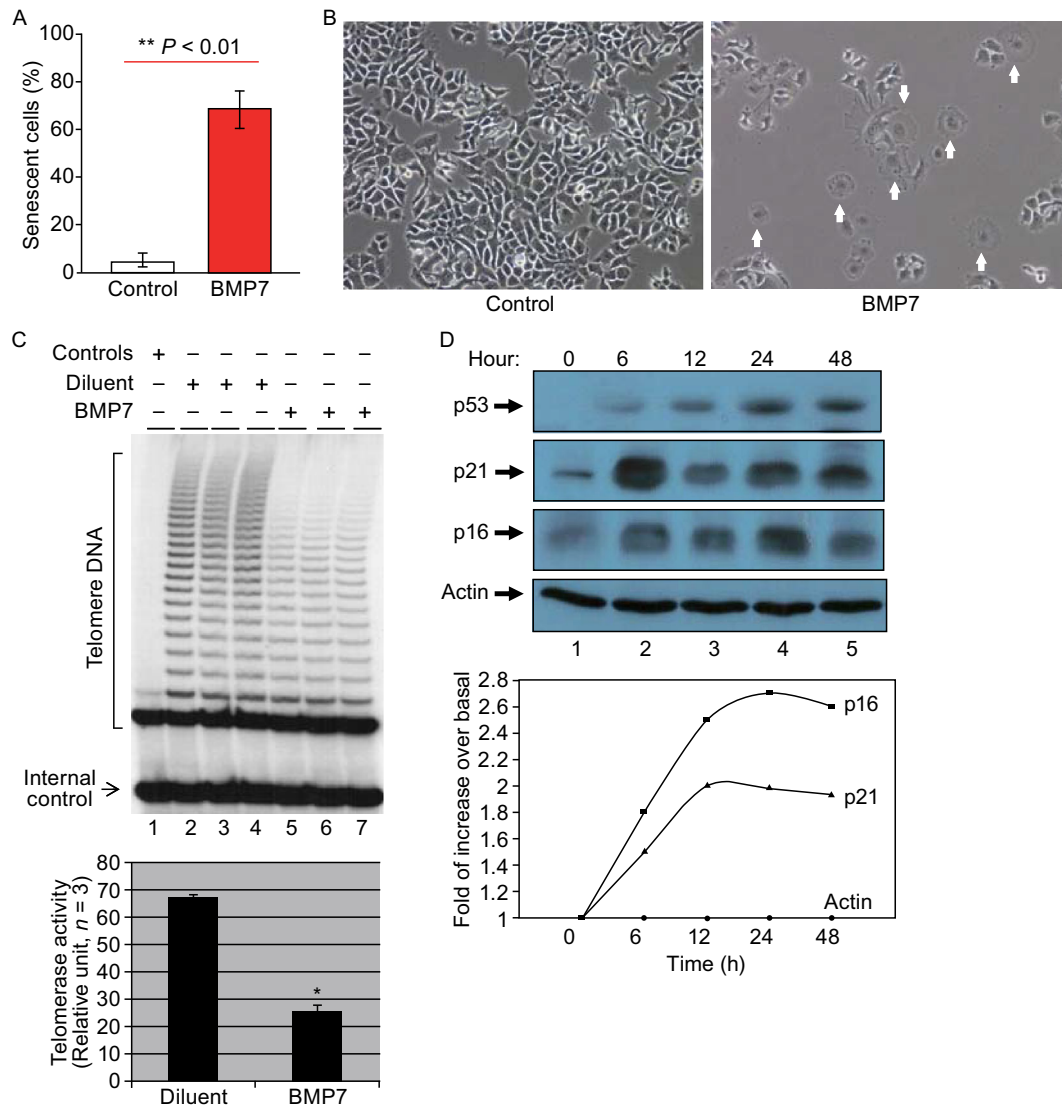 A
100
80
60
40
20
0
Senescent cells (%)
** P < 0.01
Control BMP7
B
Control BMP7
C
Controls + – – – – – –
Diluent – + + + – – –
BMP7 – – – – + + +
Telomere DNA
Internal control
1 2 3 4 5 6 7
80
70
60
50
40
30
20
10
0
Telomerase activity
(Relative unit, n = 3)
*
Diluent BMP7
D
Hour: 0 6 12 24 48
p53
p21
p16
Actin
1 2 3 4 5
2.8
2.6
2.4
2.2
2
1.8
1.6
1.4
1.2
1
Fold of increase over basal
p16
p21
Actin
0 6 12 24 48
Time (h)